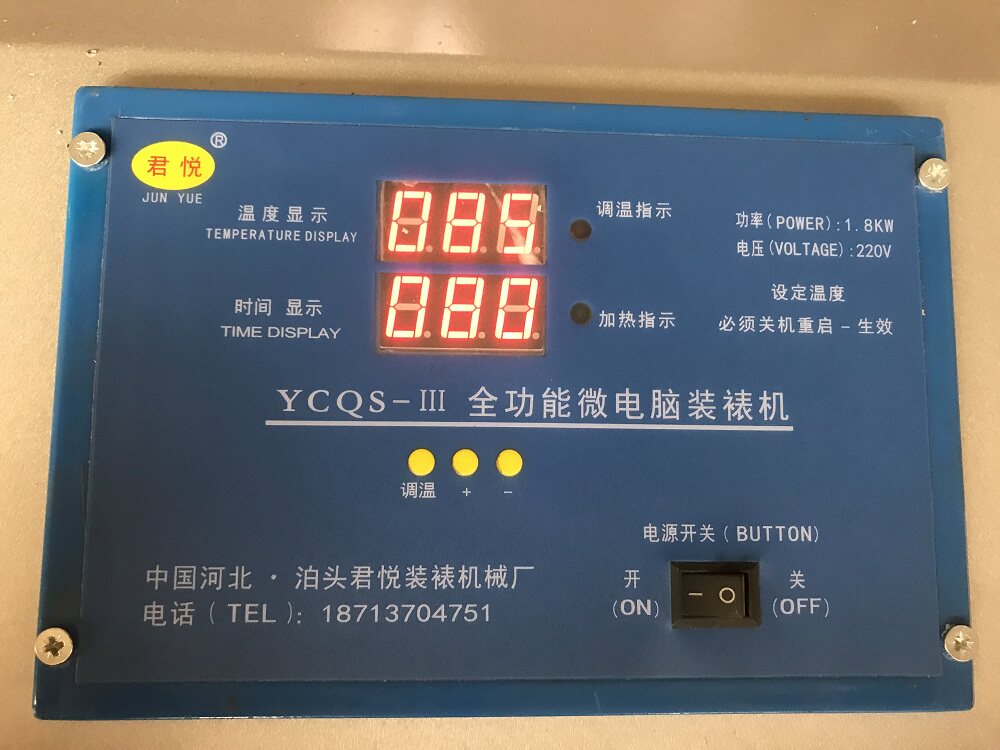 君悦
®
JUN YUE
温度显示
TEMPERATURE DISPLAY
085
调温指示
功率(POWER):1.8KW
电压(VOLTAGE):220V
时间 显示
TIME DISPLAY
080
加热指示
设定温度
必须关机重启-生效
YCQS-III 全功能微电脑装裱机
调温 + -
电源开关(BUTTON)
开
(ON)
关
(OFF)
中国河北·泊头君悦装裱机械厂
电话(TEL): 18713704751